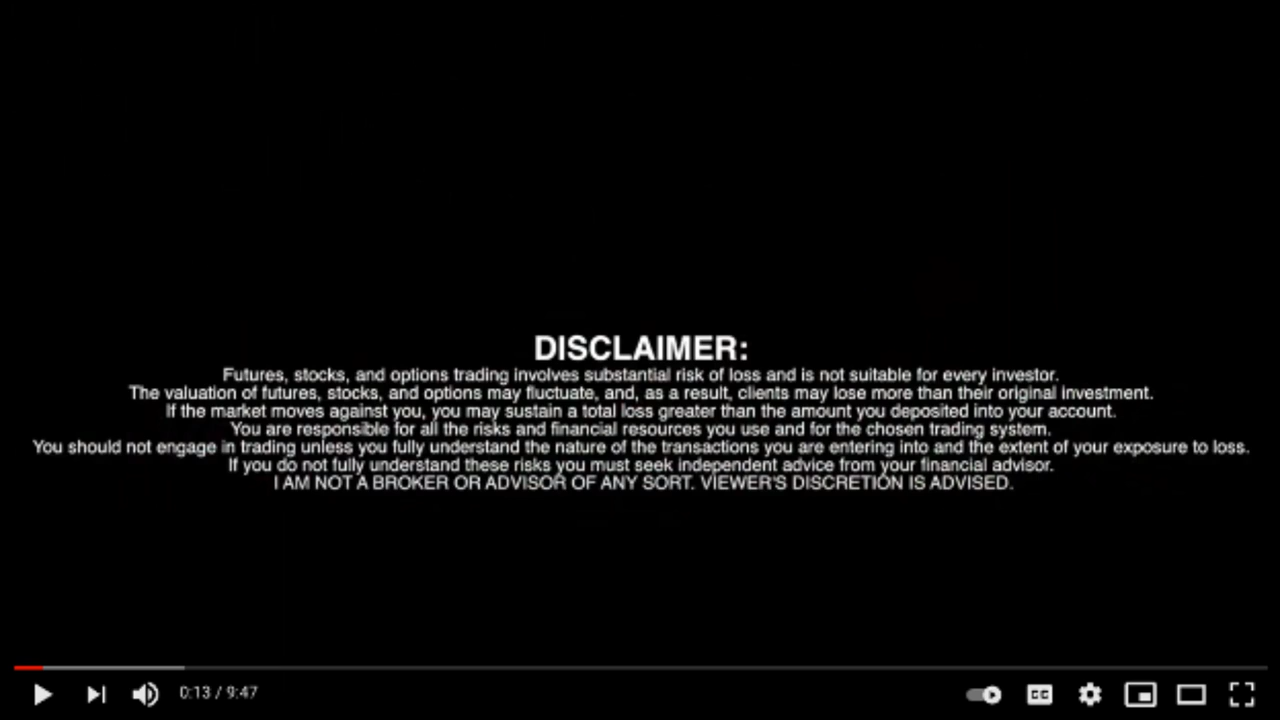 DISCLAIMER:
Futures, stocks, and options trading involves substantial risk of loss and is not suitable for every investor.
The valuation of futures, stocks, and options may fluctuate, and, as a result, clients may lose more than their original investment.
If the market moves against you, you may sustain a total loss greater than the amount you deposited into your account.
You are responsible for all the risks and financial resources you use and for the chosen trading system.
You should not engage in trading unless you fully understand the nature of the transactions you are entering into and the extent of your exposure to loss.
If you do not fully understand these risks you must seek independent advice from your financial advisor.
I AM NOT A BROKER OR ADVISOR OF ANY SORT. VIEWER'S DISCRETION IS ADVISED.
0:13 / 9:47
CC